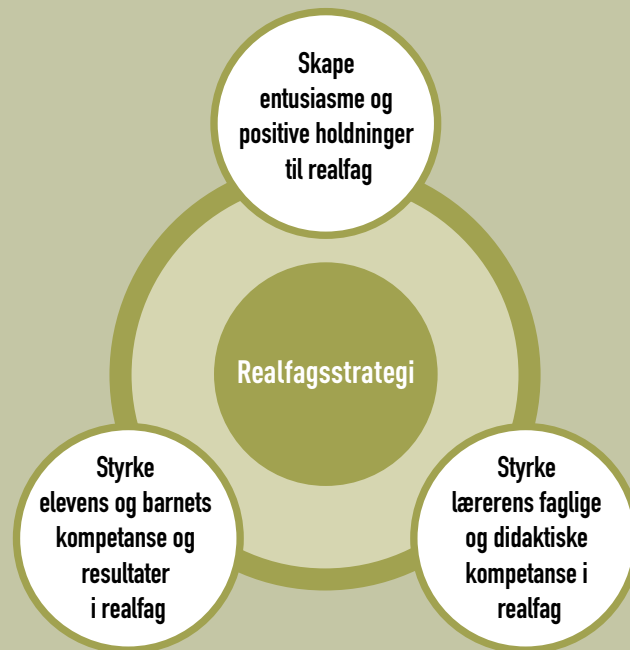 Skape
entusiasme og
positive holdninger
til realfag
Realfagsstrategi
Styrke
elevens og barnets
kompetanse og
resultater
i realfag
Styrke
lærerens faglige
og didaktiske
kompetanse i
realfag